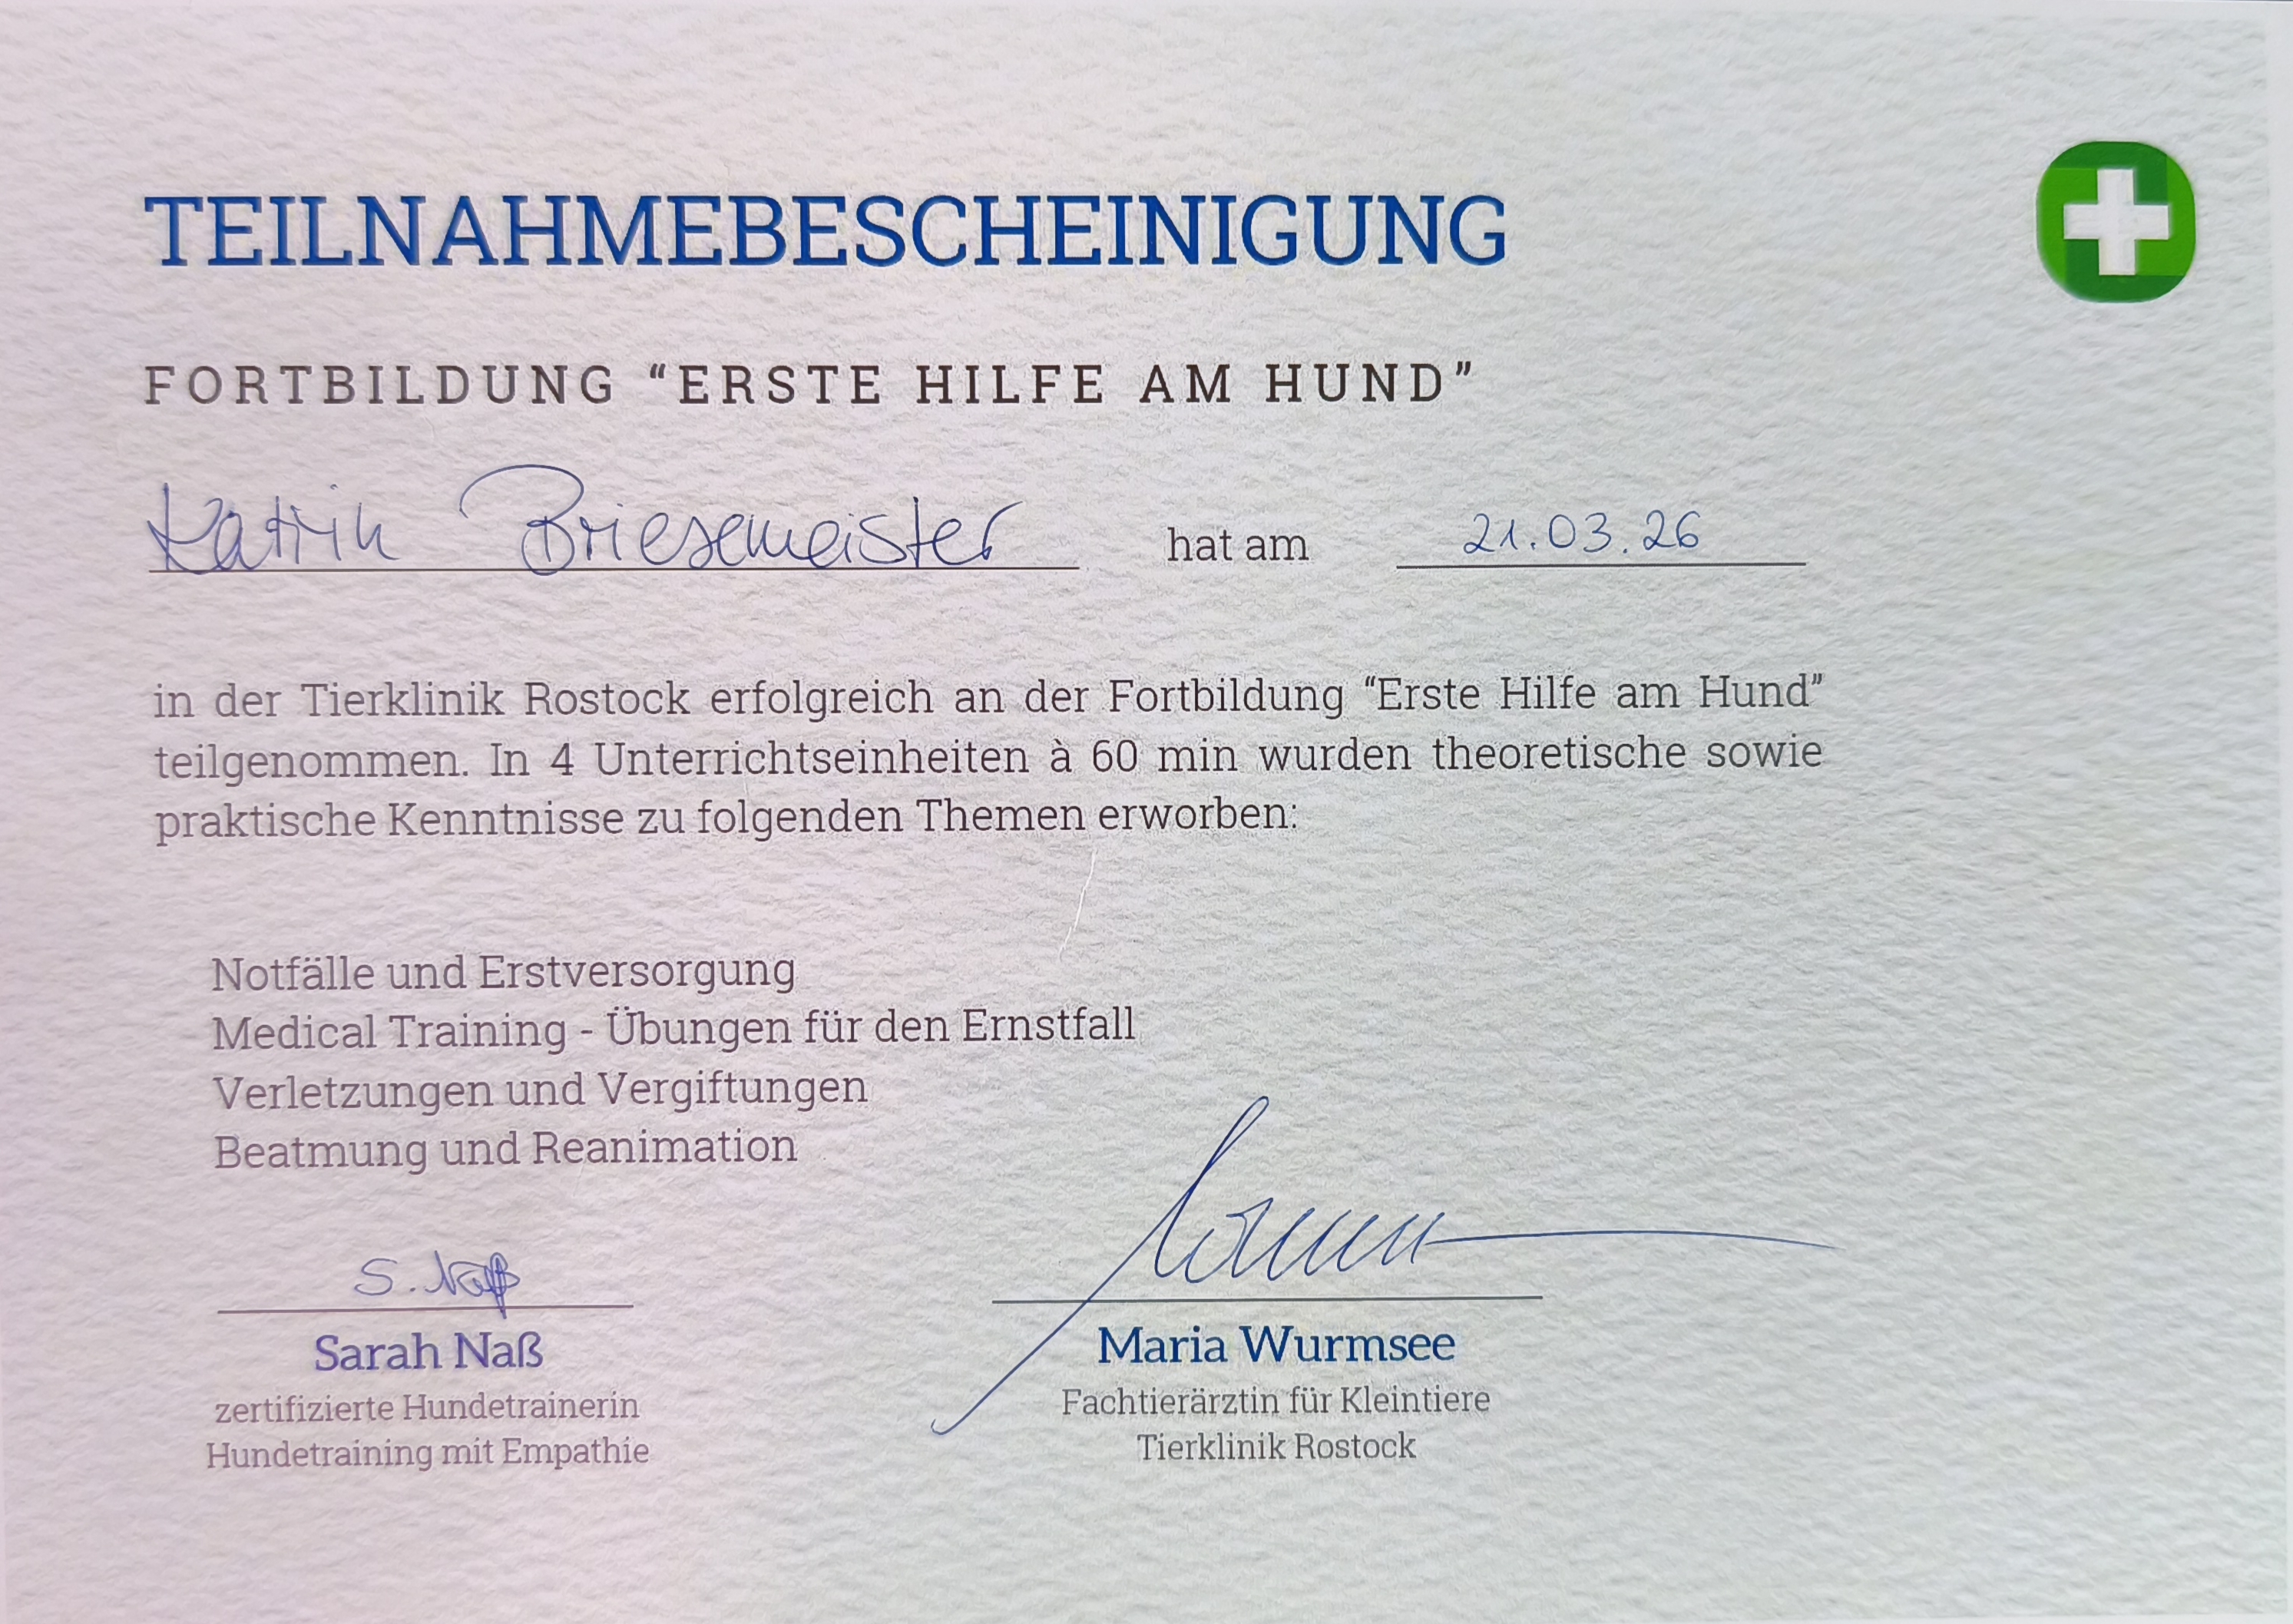 TEILNAHMEBESCHEINIGUNG
FORTBILDUNG “ERSTE HILFE AM HUND”
Katrin Briesemeister hat am 21.03.26
in der Tierklinik Rostock erfolgreich an der Fortbildung “Erste Hilfe am Hund”
teilgenommen. In 4 Unterrichtseinheiten à 60 min wurden theoretische sowie
praktische Kenntnisse zu folgenden Themen erworben:
Notfälle und Erstversorgung
Medical Training - Übungen für den Ernstfall
Verletzungen und Vergiftungen
Beatmung und Reanimation
S. Naß
Sarah Naß
zertifizierte Hundetrainerin
Hundetraining mit Empathie
Maria Wurmsee
Fachtierärztin für Kleintiere
Tierklinik Rostock